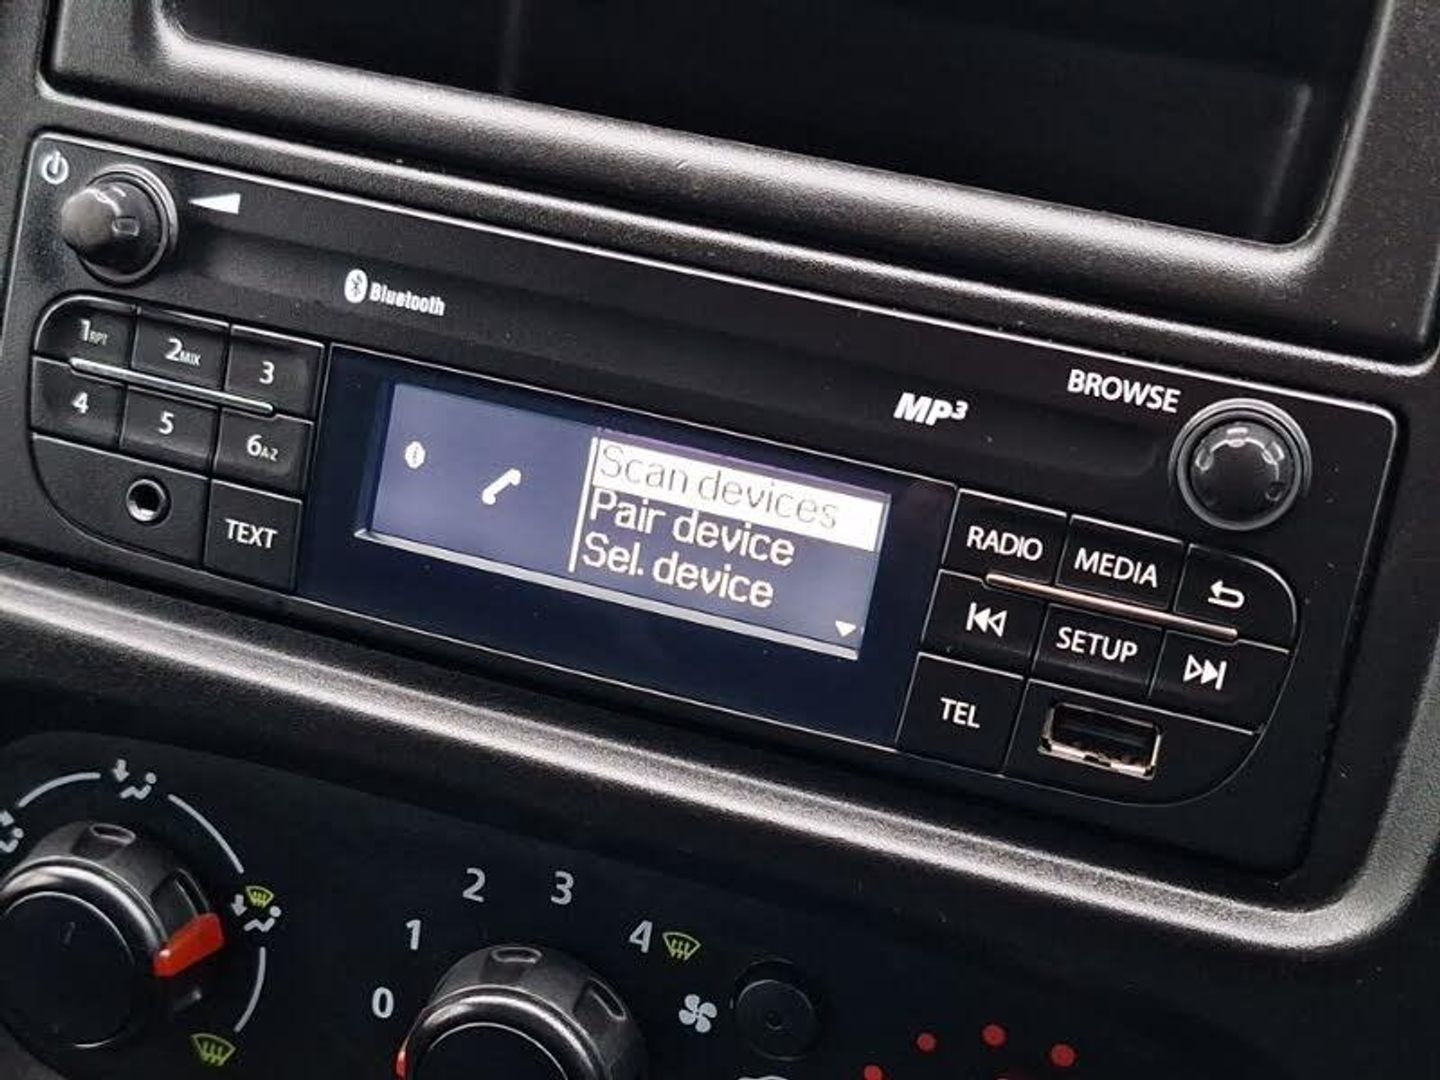 Bluetooth
1RPT
2MIX
3
4
5
6A-Z
TEXT
MP3
BROWSE
Scan devices
Pair device
Sel. device
RADIO
MEDIA
SETUP
TEL
0
1
2
3
4